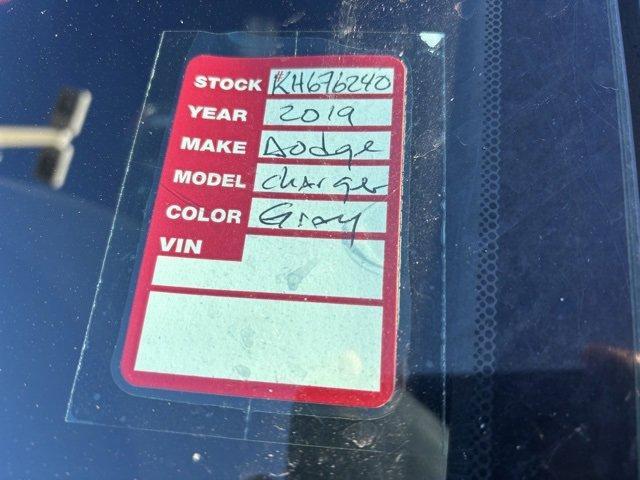 STOCK # KH676240
YEAR 2019
MAKE Dodge
MODEL charger
COLOR Gray
VIN